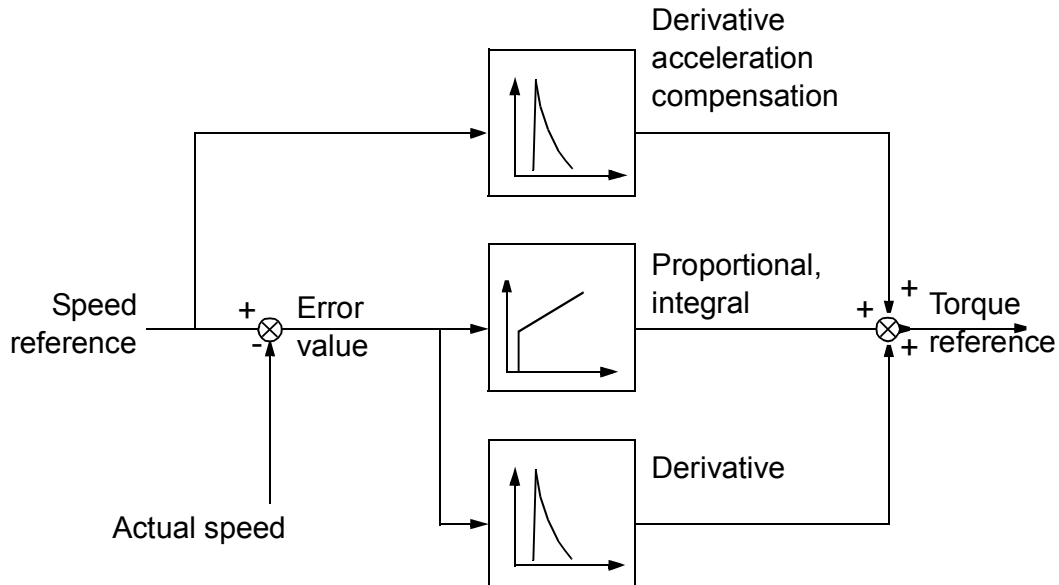 Derivative
acceleration
compensation
Proportional,
integral
+
Speed
reference
+
-
Error
value
+
+
Torque
reference
Derivative
Actual speed